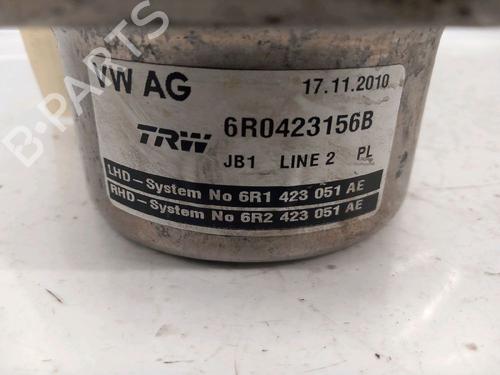 VW AG
17.11.2010
TRW
6R0423156B
JB1 LINE 2 PL
LHD-System No 6R1 423 051 AE
RHD-System No 6R2 423 051 AE
B-PARTS